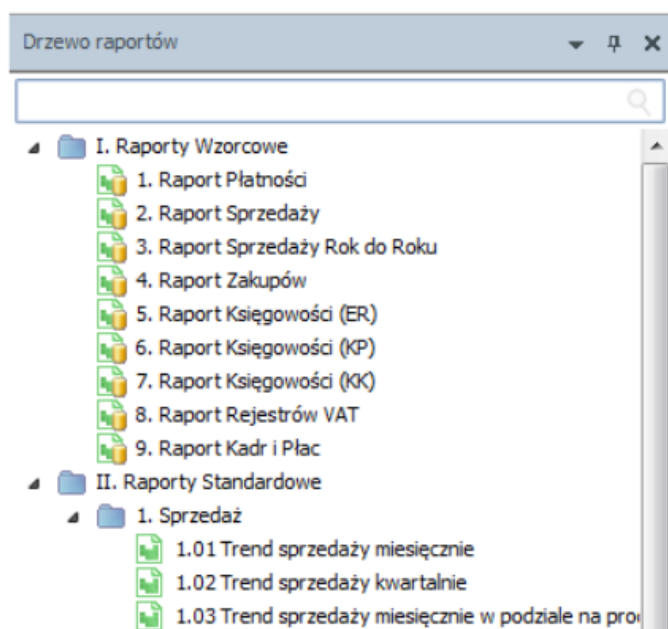 Drzewo raportów
I. Raporty Wzorcowe
1. Raport Płatności
2. Raport Sprzedaży
3. Raport Sprzedaży Rok do Roku
4. Raport Zakupów
5. Raport Księgowości (ER)
6. Raport Księgowości (KP)
7. Raport Księgowości (KK)
8. Raport Rejestrów VAT
9. Raport Kadr i Płac
II. Raporty Standardowe
1. Sprzedaż
1.01 Trend sprzedaży miesięcznie
1.02 Trend sprzedaży kwartalnie
1.03 Trend sprzedaży miesięcznie w podziale na